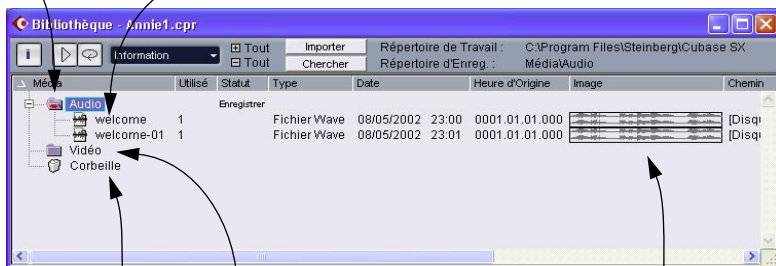 Bibliothèque - Annie1.cpr
i Information Tout Importer Répertoire de Travail : C:\Program Files\Steinberg\Cubase SX
Tout Chercher Répertoire d'Enreg. : Média\Audio
Média Utilisé Statut Type Date Heure d'Origine Image Chemin
Audio Enregistrer
welcome 1 Fichier Wave 08/05/2002 23:00 0001.01.01.000 [Disq
welcome-01 1 Fichier Wave 08/05/2002 23:01 0001.01.01.000 [Disq
Vidéo
Corbeille